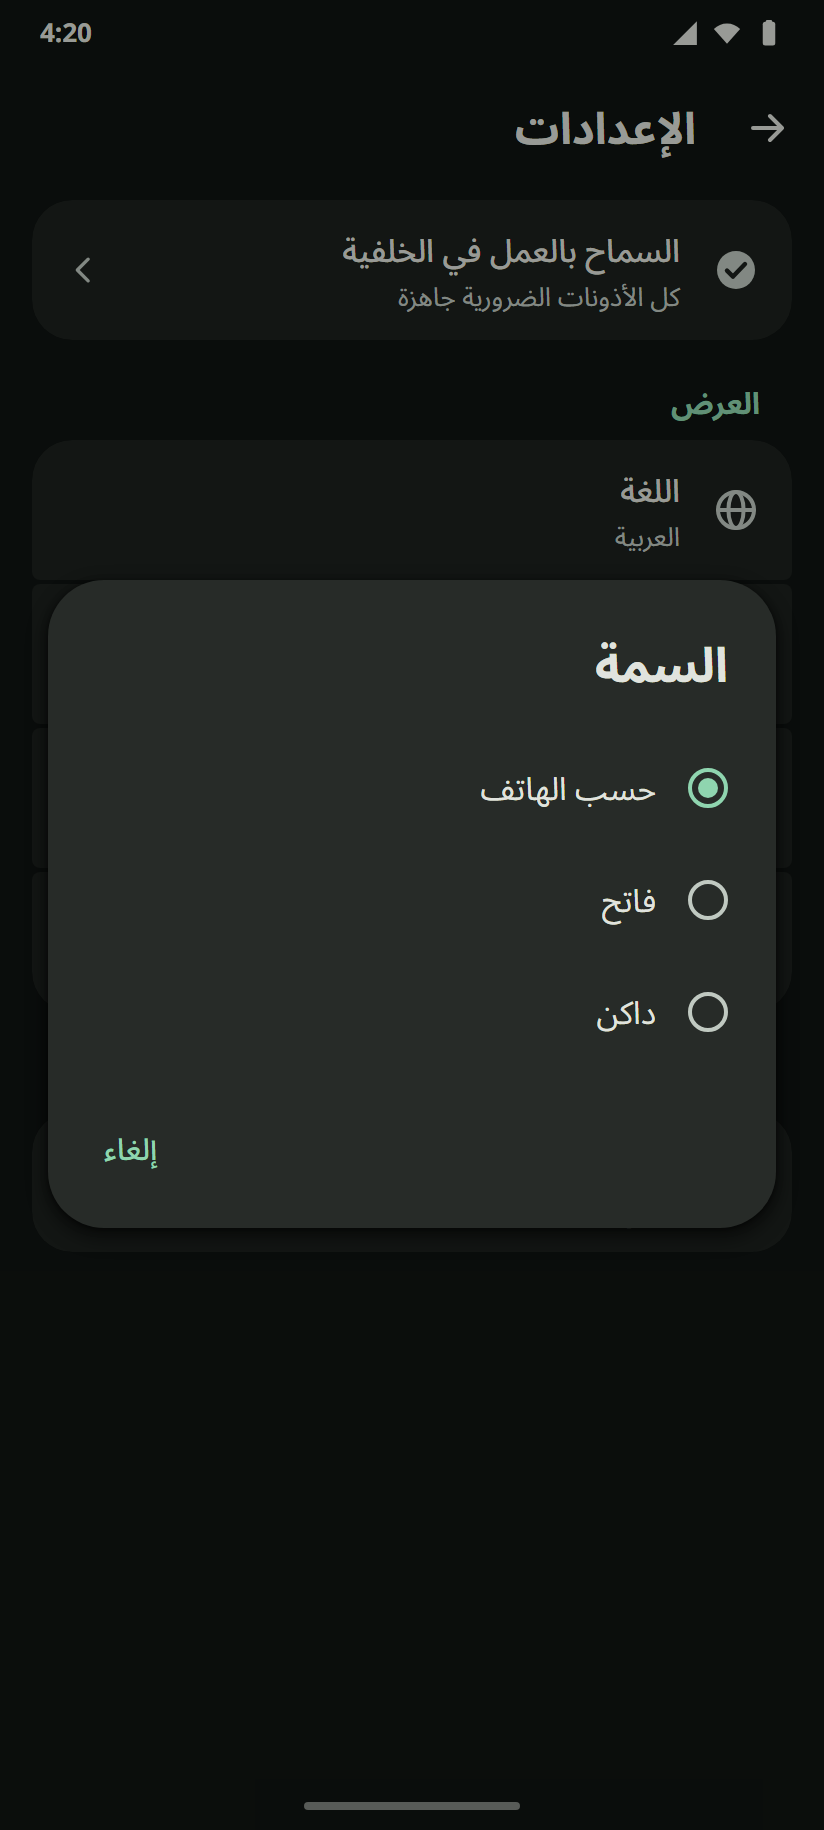 4:20
الإعدادات
السماح بالعمل في الخلفية
كل الأذونات الضرورية جاهزة
العرض
اللغة
العربية
السمة
حسب الهاتف
فاتح
داكن
إلغاء